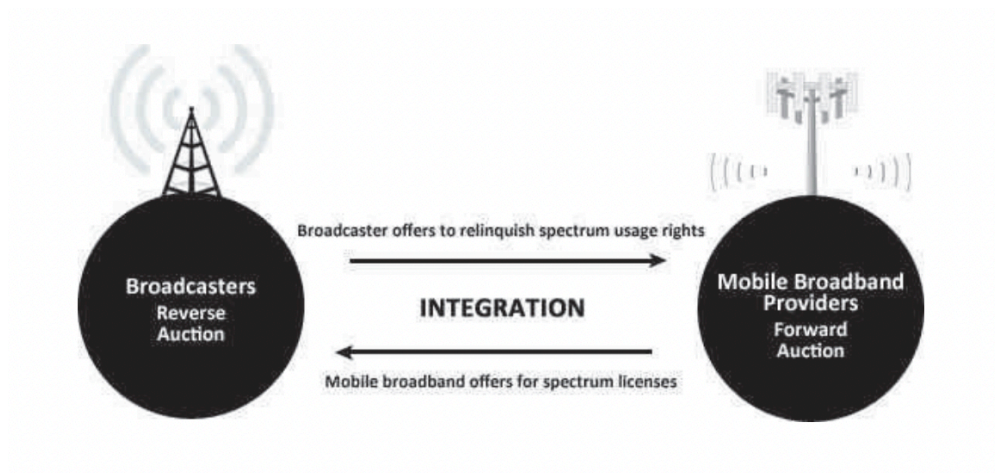 Broadcaster offers to relinquish spectrum usage rights
Broadcasters
Reverse
Auction
INTEGRATION
Mobile Broadband
Providers
Forward
Auction
Mobile broadband offers for spectrum licenses